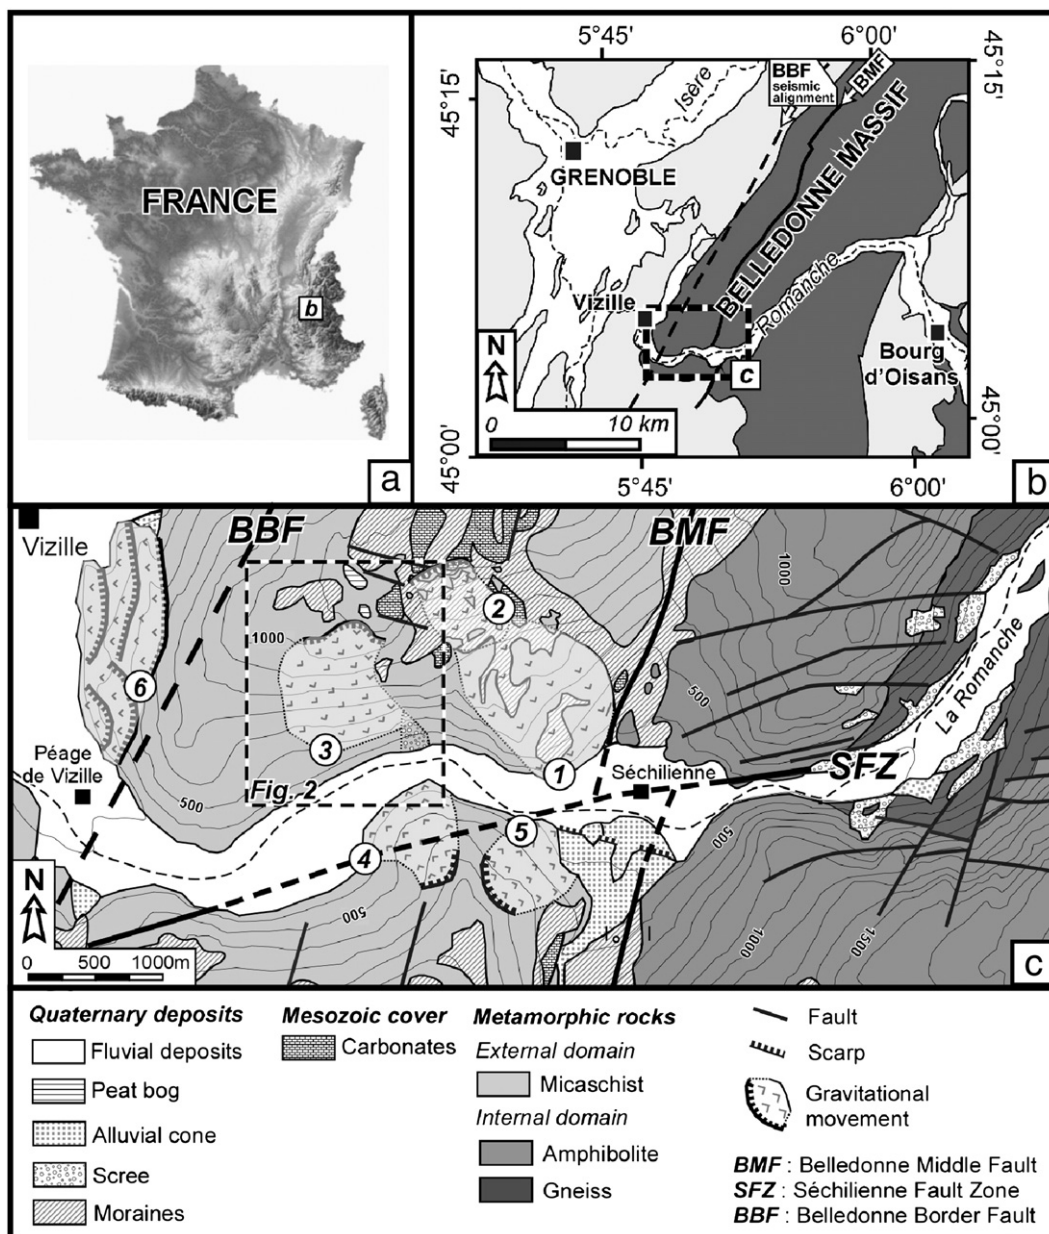 FRANCE
b
a
5°45'
6°00'
45°15'
45°15'
BBF
seismic
alignment
BMF
Isère
GRENOBLE
BELLEDONNE MASSIF
Romanche
Vizille
Bourg
d'Oisans
N
c
0 10 km
45°00'
45°00'
5°45'
6°00'
b
Vizille
BBF
BMF
1000
2
1000
500
La Romanche
6
3
Péage
de Vizille
1
Séchilienne
SFZ
500
Fig. 2
5
4
500
500
1000
1500
N
0 500 1000m
c
Quaternary deposits
Fluvial deposits
Peat bog
Alluvial cone
Scree
Moraines
Mesozoic cover
Carbonates
Metamorphic rocks
External domain
Micaschist
Internal domain
Amphibolite
Gneiss
Fault
Scarp
Gravitational
movement
BMF : Belledonne Middle Fault
SFZ : Séchilienne Fault Zone
BBF : Belledonne Border Fault